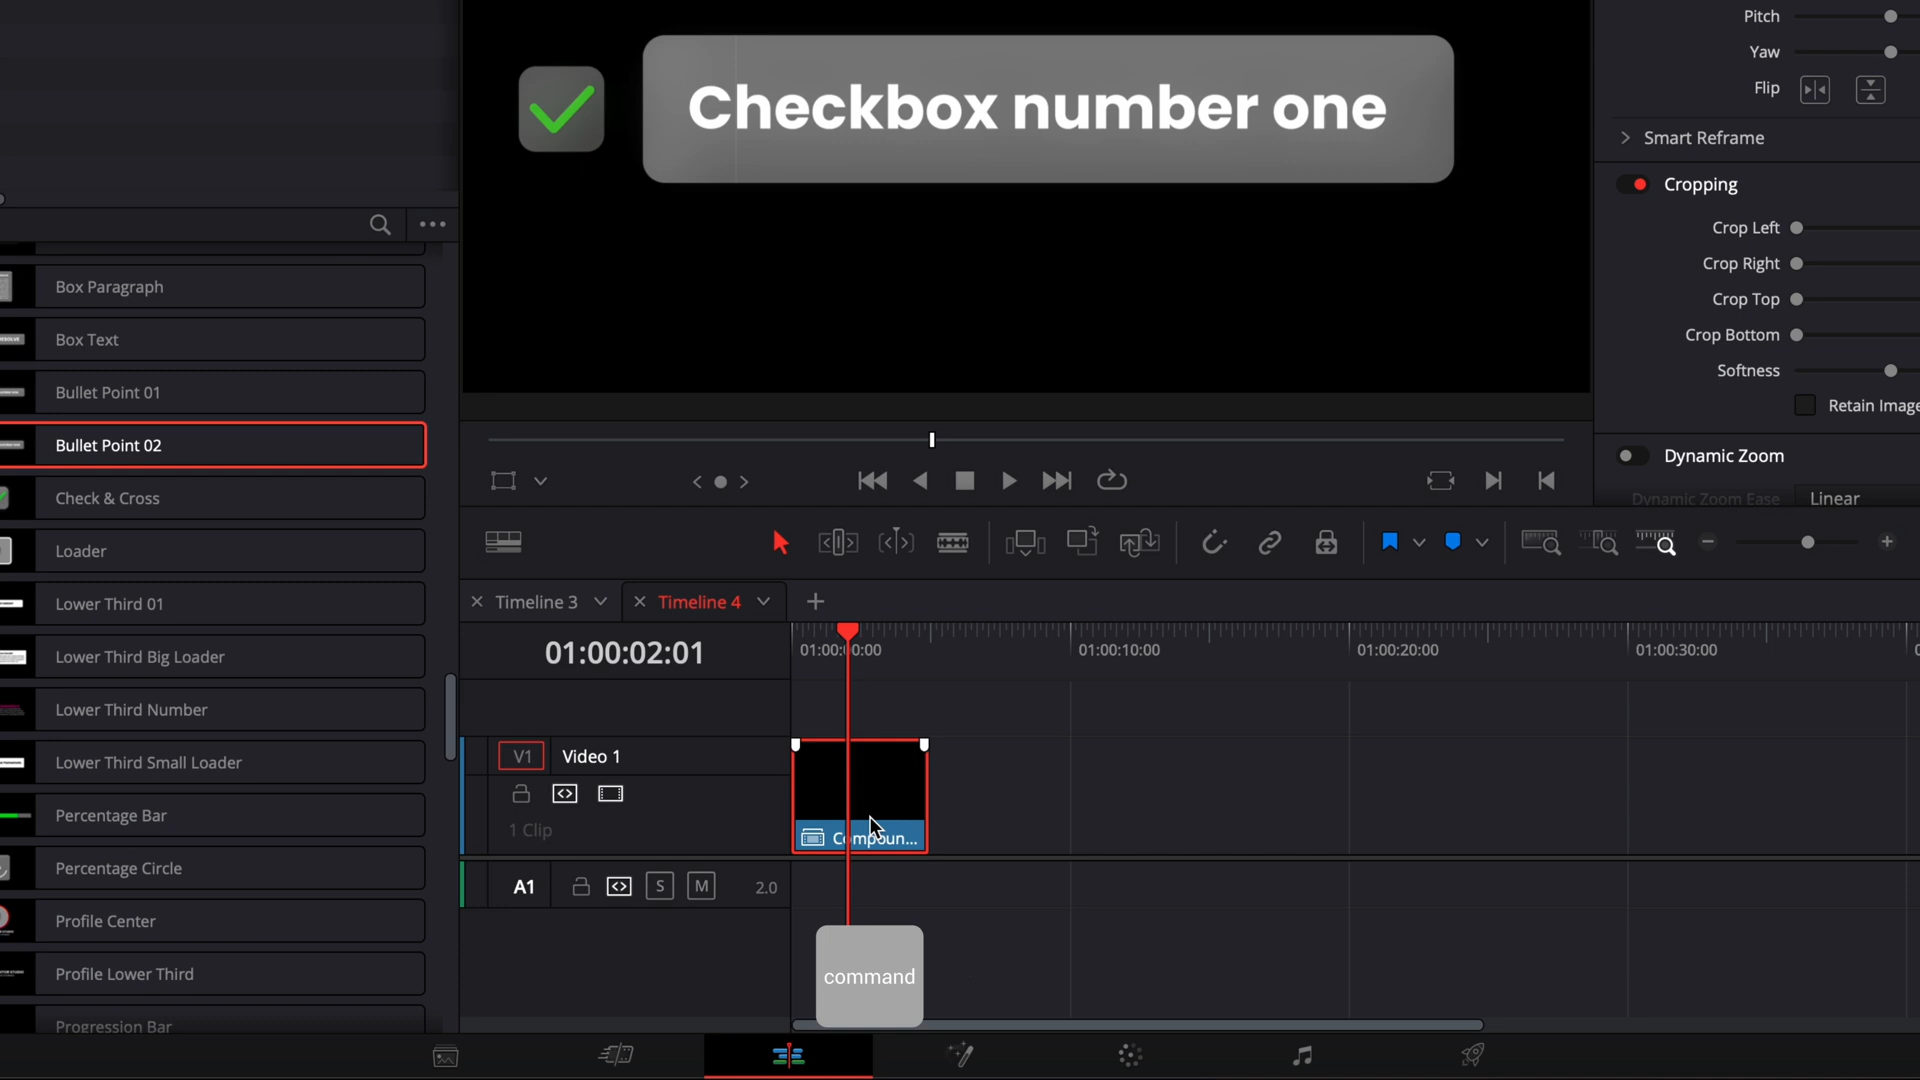 Pitch
Yaw
Flip
Smart Reframe
Cropping
Crop Left
Crop Right
Crop Top
Crop Bottom
Softness
Retain Image
Dynamic Zoom
Dynamic Zoom Ease Linear
Checkbox number one
Box Paragraph
Box Text
Bullet Point 01
Bullet Point 02
Check & Cross
Loader
Lower Third 01
Lower Third Big Loader
Lower Third Number
Lower Third Small Loader
Percentage Bar
Percentage Circle
Profile Center
Profile Lower Third
Progression Bar
Timeline 3
Timeline 4
01:00:02:01
01:00:00:00
01:00:10:00
01:00:20:00
01:00:30:00
V1 Video 1
1 Clip
Compoun...
A1 S M 2.0
command